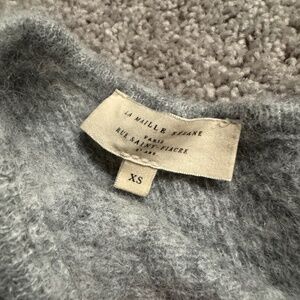 LA MAILLE SÉZANE
PARIS
RUE SAINT-FIACRE
XS